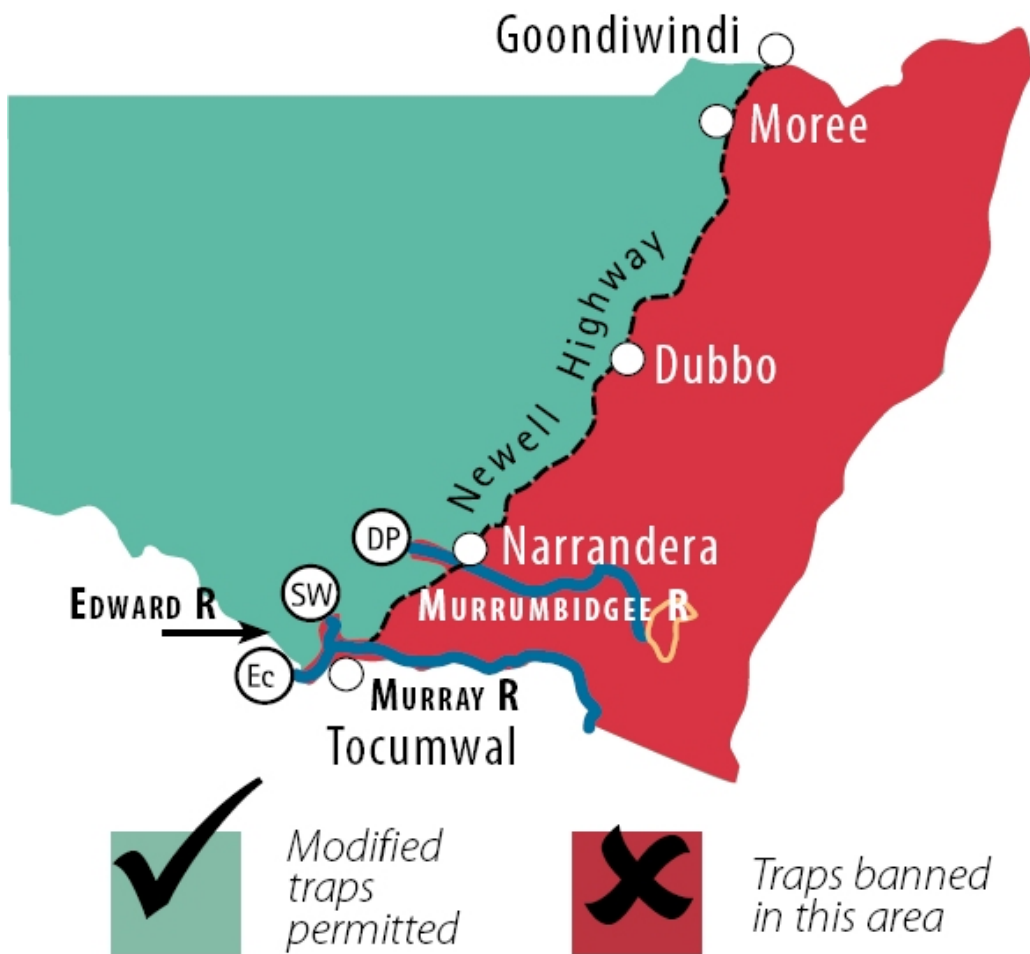 Goondiwindi
Moree
Newell Highway
Dubbo
DP
Narrandera
SW
EDWARD R
MURRUMBIDGEE R
Ec
MURRAY R
Tocumwal
Modified
traps
permitted
Traps banned
in this area